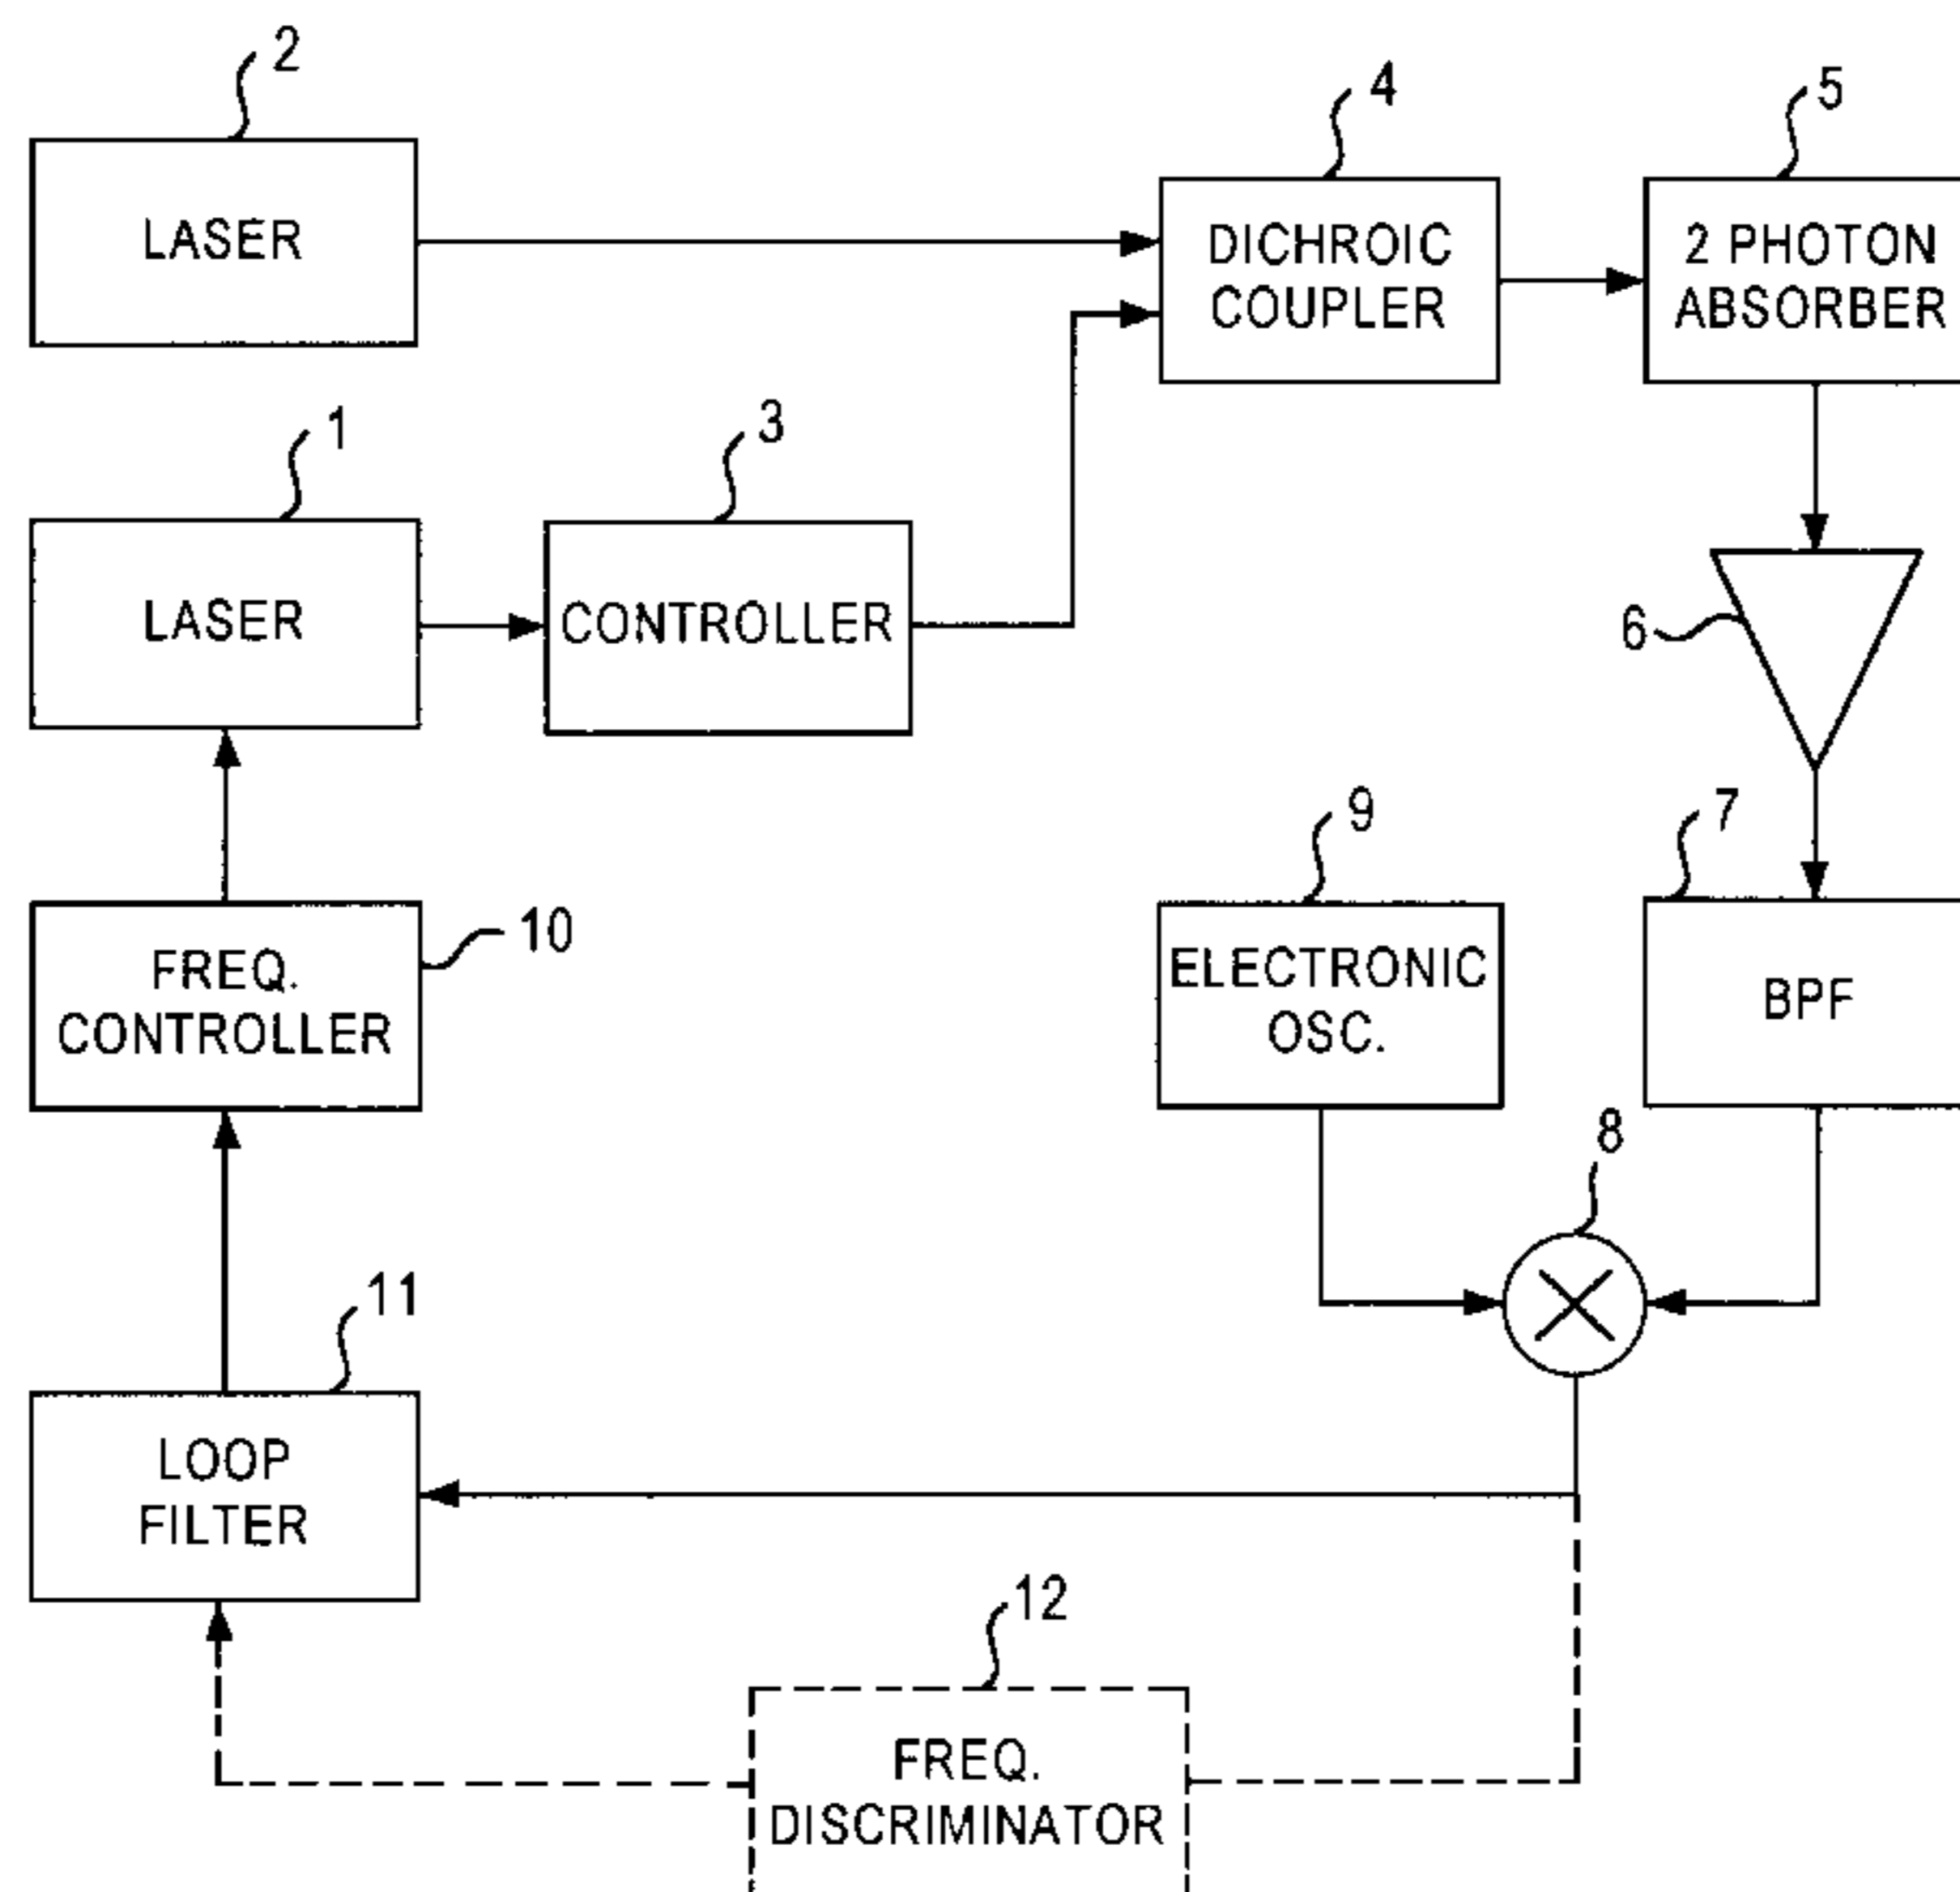 2
LASER
4
DICHROIC
COUPLER
5
2 PHOTON
ABSORBER
1
LASER
3
CONTROLLER
6
10
FREQ.
CONTROLLER
9
ELECTRONIC
OSC.
7
BPF
8
11
LOOP
FILTER
12
FREQ.
DISCRIMINATOR